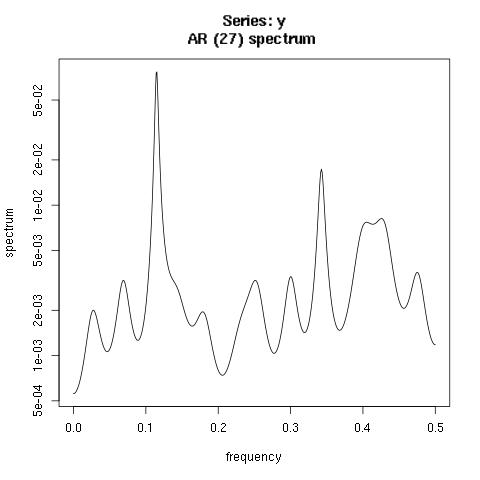 Series: y
AR (27) spectrum
5e-02
2e-02
1e-02
5e-03
2e-03
1e-03
5e-04
spectrum
0.0 0.1 0.2 0.3 0.4 0.5
frequency